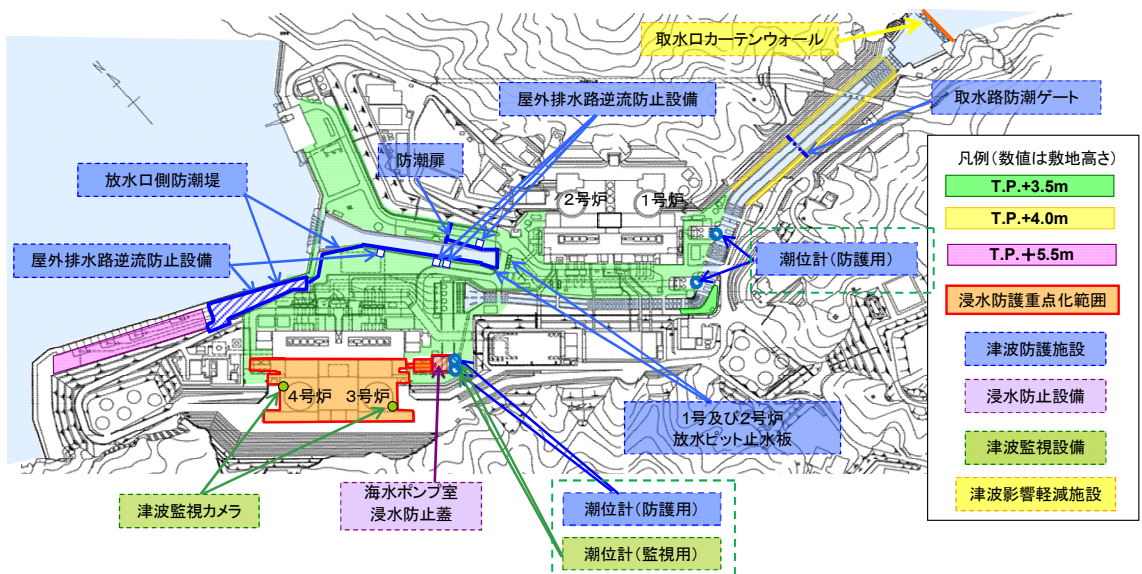 取水口カーテンウォール
屋外排水路逆流防止設備
取水路防潮ゲート
N
防潮扉
放水口側防潮堤
2号炉
1号炉
屋外排水路逆流防止設備
潮位計(防護用)
4号炉
3号炉
1号及び2号炉
放水ピット止水板
津波監視カメラ
海水ポンプ室
浸水防止蓋
潮位計(防護用)
潮位計(監視用)
凡例(数値は敷地高さ)
T.P.+3.5m
T.P.+4.0m
T.P.+5.5m
浸水防護重点化範囲
津波防護施設
浸水防止設備
津波監視設備
津波影響軽減施設